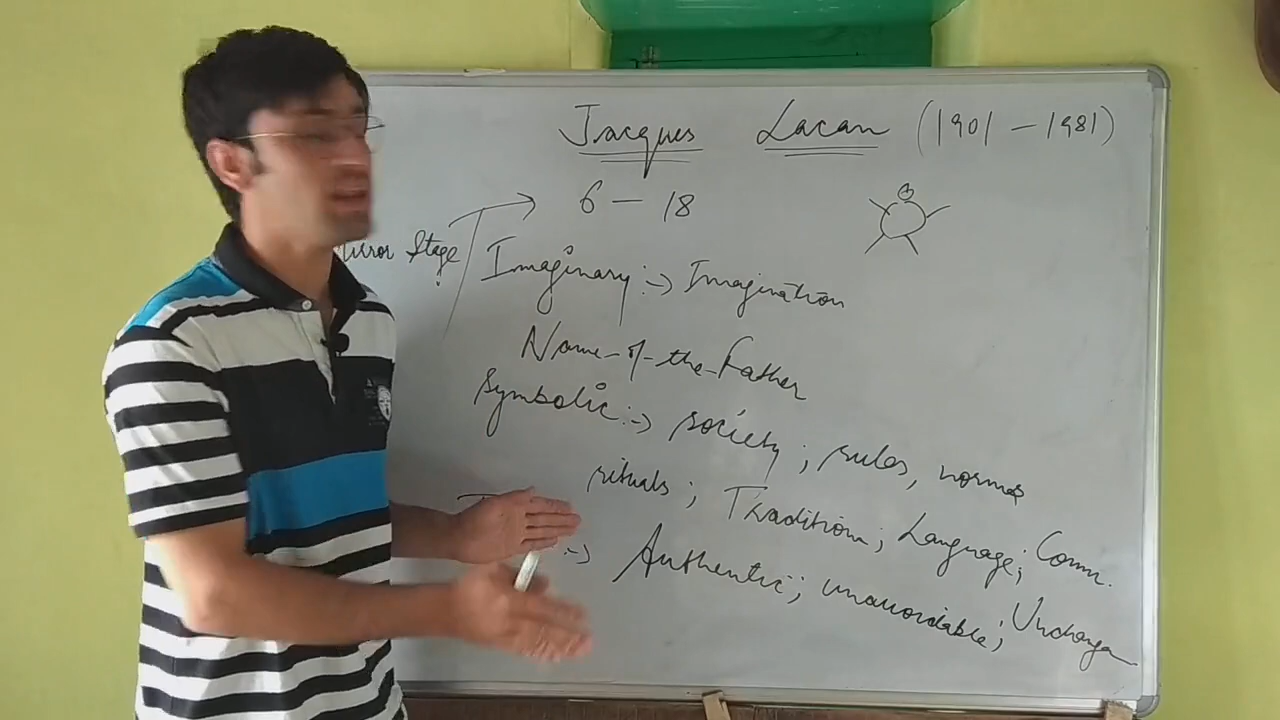 Jacques Lacan (1901 – 1981)
6 – 18
Mirror Stage
Imaginary :-> Imagination
Name-of-the-Father
Symbolic :-> society ; rules, norms
rituals ; Tradition ; Language ; Comm.
:-> Authentic ; unavoidable ;